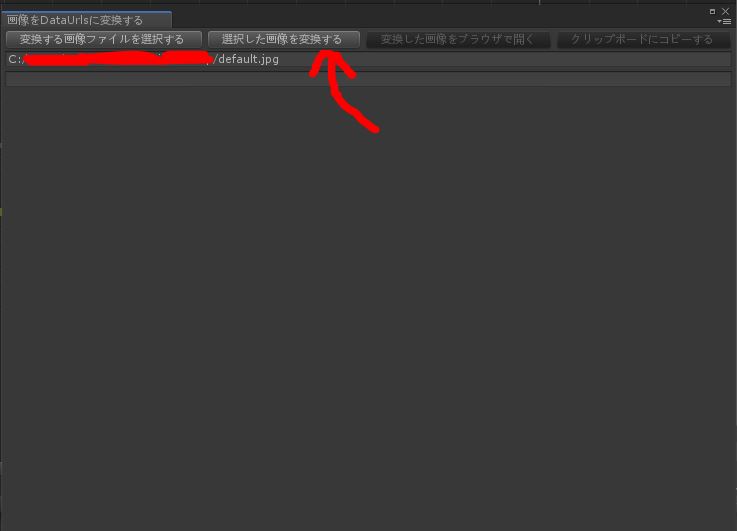 画像をDataUrlsに変換する
変換する画像ファイルを選択する 選択した画像を変換する 変換した画像をブラウザで開く クリップボードにコピーする
C:/ /default.jpg